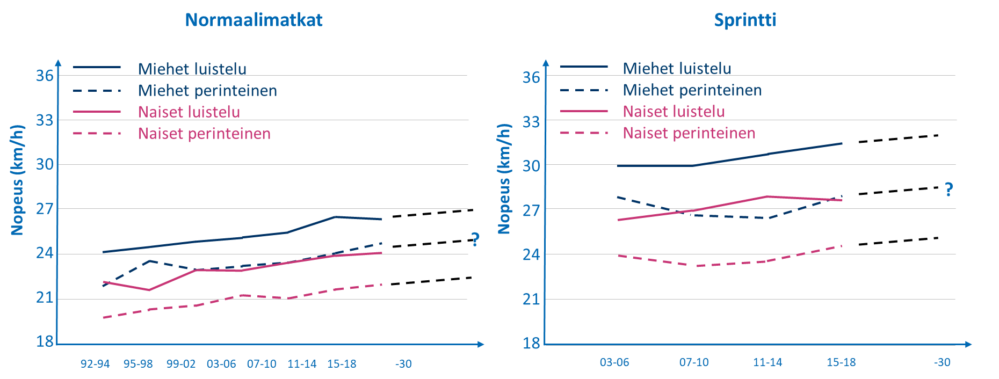 Normaalimatkat
Miehet luistelu
Miehet perinteinen
Naiset luistelu
Naiset perinteinen
Nopeus (km/h)
36
33
30
27
24
21
18
?
92-94 95-98 99-02 03-06 07-10 11-14 15-18 -30
Sprintti
Miehet luistelu
Miehet perinteinen
Naiset luistelu
Naiset perinteinen
Nopeus (km/h)
36
33
30
27
24
21
18
?
03-06 07-10 11-14 15-18 -30